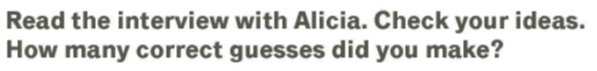 Read the interview with Alicia. Check your ideas.
How many correct guesses did you make?